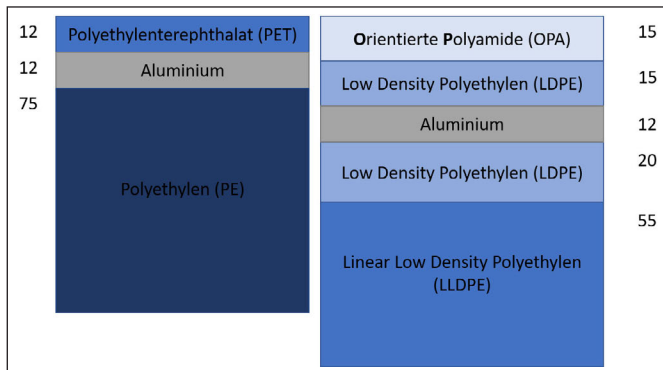 12
Polyethylenterephthalat (PET)
12
Aluminium
75
Polyethylen (PE)
Orientierte Polyamide (OPA)
15
Low Density Polyethylen (LDPE)
15
Aluminium
12
Low Density Polyethylen (LDPE)
20
Linear Low Density Polyethylen
(LLDPE)
55